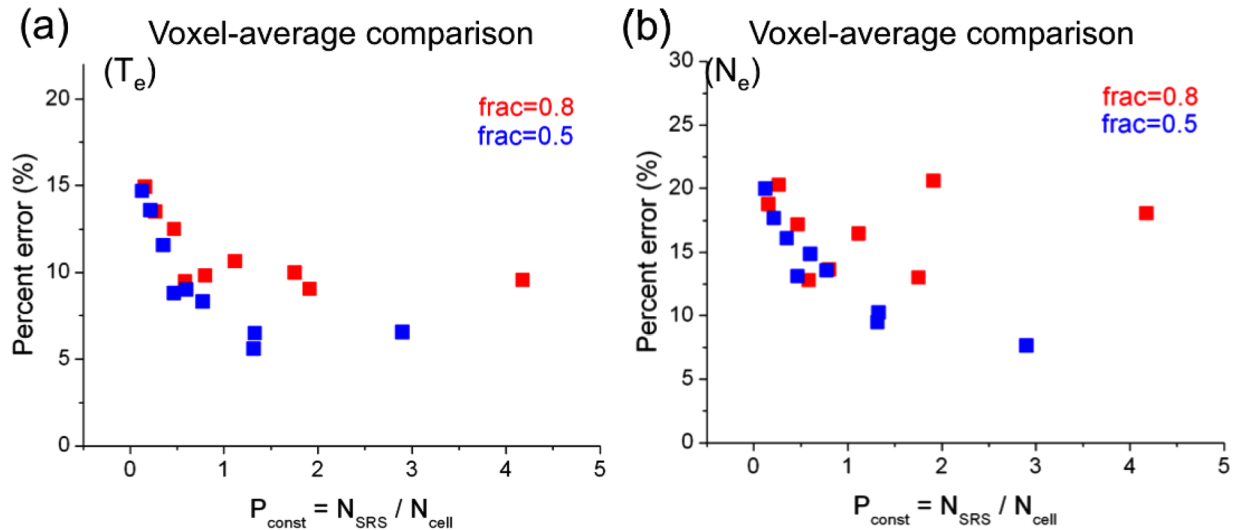 (a) Voxel-average comparison
(Tₑ)
frac=0.8
frac=0.5
20
15
10
5
0
Percent error (%)
0 1 2 3 4 5
P_const = N_SRS / N_cell
(b) Voxel-average comparison
(Nₑ)
frac=0.8
frac=0.5
30
25
20
15
10
5
0
Percent error (%)
0 1 2 3 4 5
P_const = N_SRS / N_cell